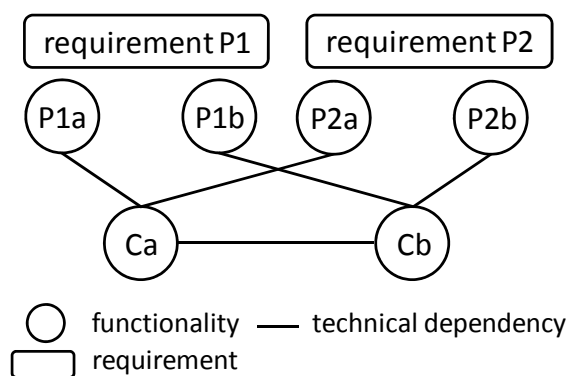 requirement P1 requirement P2
P1a P1b P2a P2b
Ca Cb
functionality technical dependency
requirement